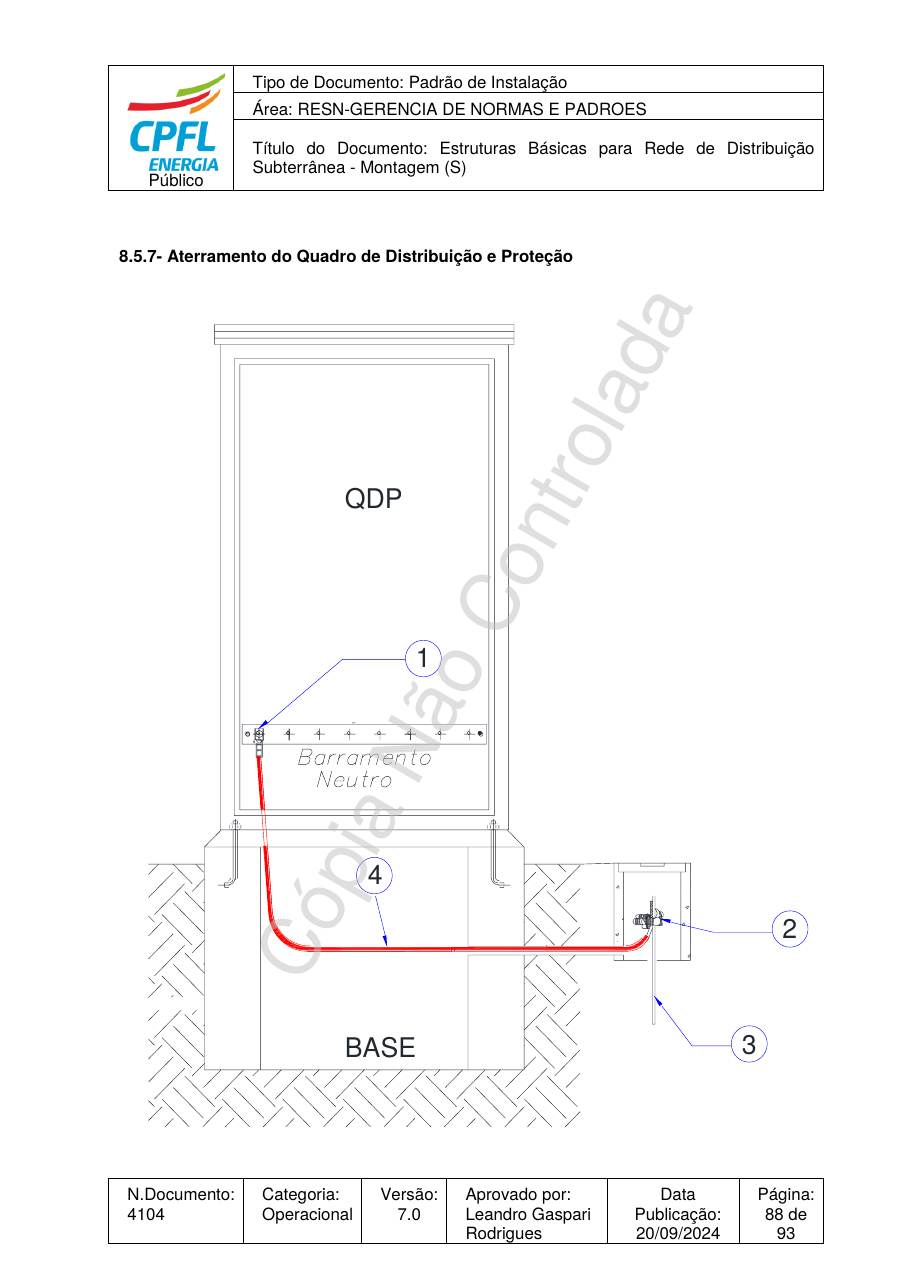 Tipo de Documento: Padrão de Instalação
Área: RESN-GERENCIA DE NORMAS E PADROES
Título do Documento: Estruturas Básicas para Rede de Distribuição
Subterrânea - Montagem (S)
CPFL
ENERGIA
Público
8.5.7- Aterramento do Quadro de Distribuição e Proteção
QDP
1
Barramento
Neutro
4
2
3
BASE
Cópia Não Controlada
N.Documento:
4104
Categoria:
Operacional
Versão:
7.0
Aprovado por:
Leandro Gaspari
Rodrigues
Data
Publicação:
20/09/2024
Página:
88 de
93